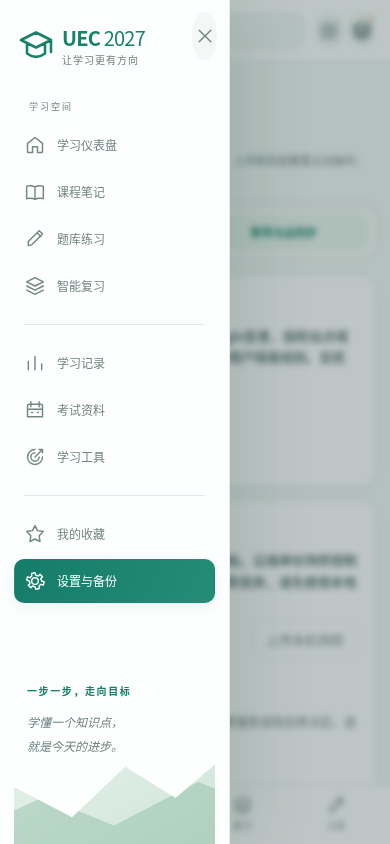 UEC 2027
让学习更有方向
学习空间
学习仪表盘
课程笔记
题库练习
智能复习
学习记录
考试资料
学习工具
我的收藏
设置与备份
一步一步，走向目标
学懂一个知识点，
就是今天的进步。